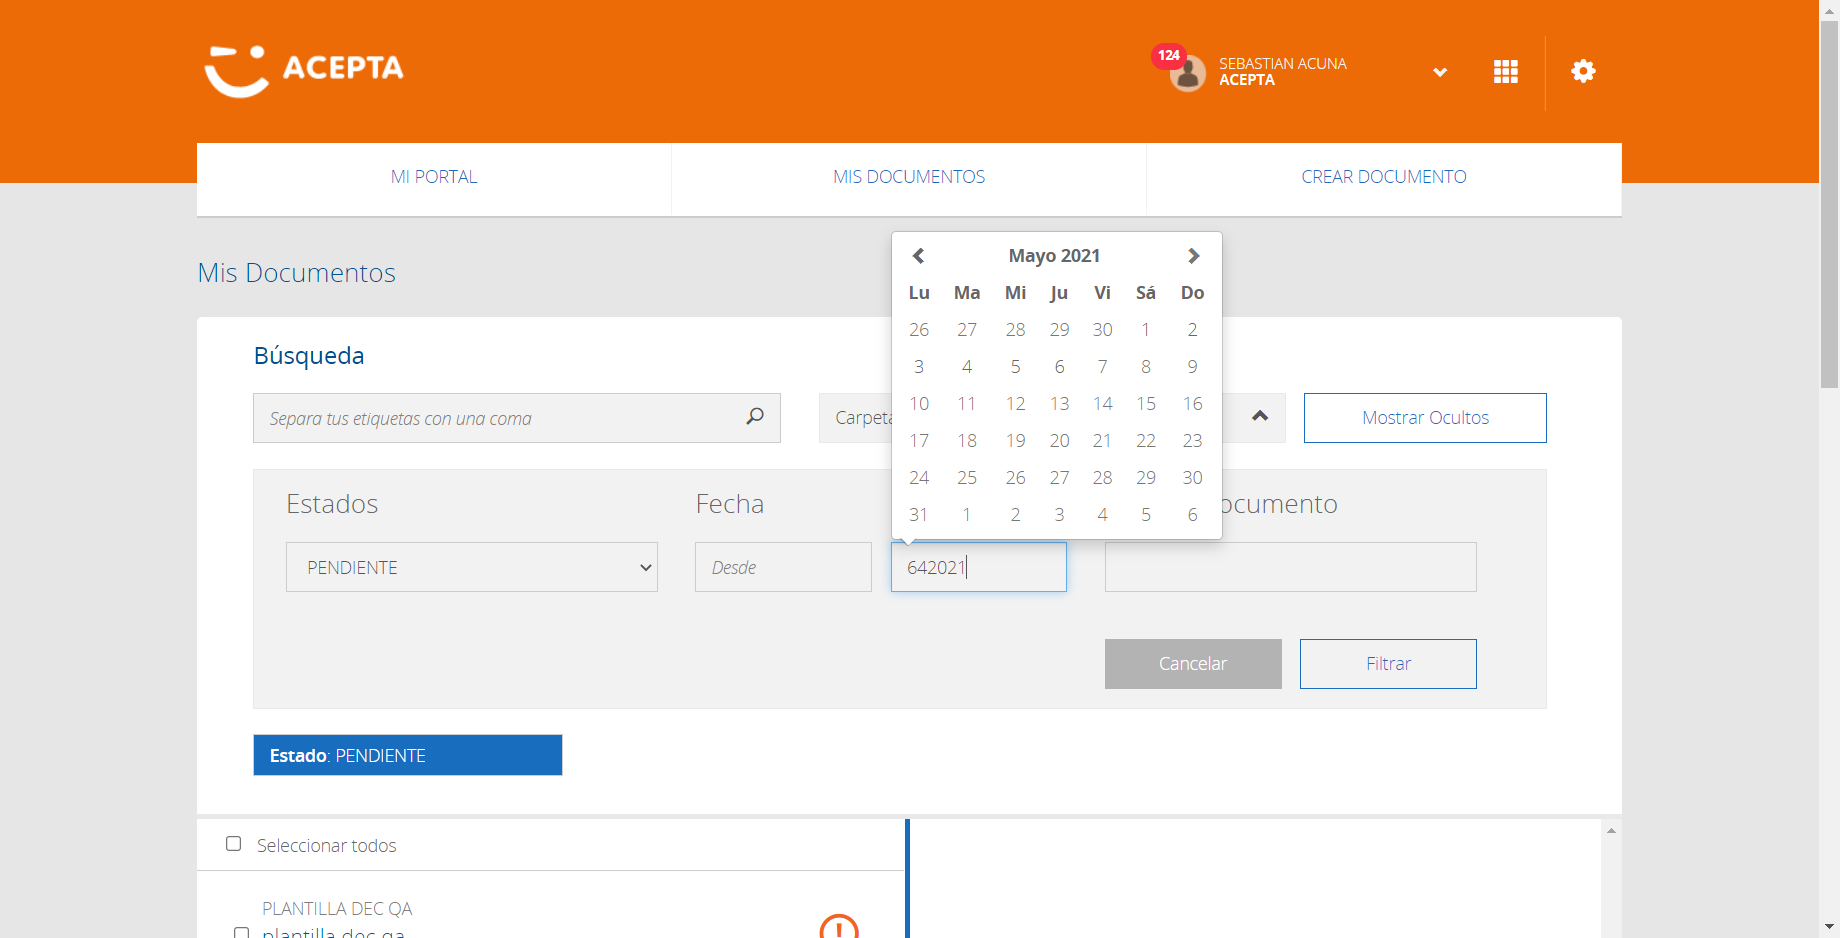 ACEPTA
124
SEBASTIAN ACUNA
ACEPTA
MI PORTAL
MIS DOCUMENTOS
CREAR DOCUMENTO
Mis Documentos
Mayo 2021
Lu Ma Mi Ju Vi Sá Do
26 27 28 29 30 1 2
3 4 5 6 7 8 9
10 11 12 13 14 15 16
17 18 19 20 21 22 23
24 25 26 27 28 29 30
31 1 2 3 4 5 6
Búsqueda
Separa tus etiquetas con una coma
Carpeta
Mostrar Ocultos
Estados
Fecha
ocumento
PENDIENTE
Desde
642021
Cancelar
Filtrar
Estado: PENDIENTE
Seleccionar todos
PLANTILLA DEC QA
plantilla dec qa